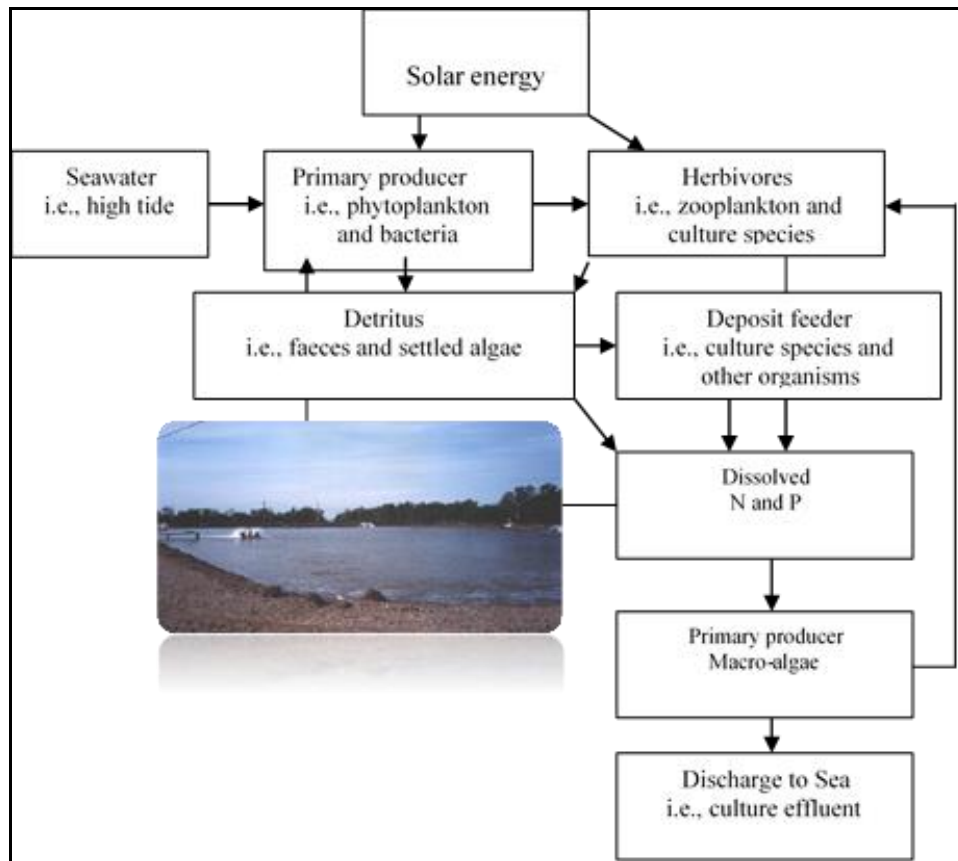 Solar energy
Seawater
i.e., high tide
Primary producer
i.e., phytoplankton
and bacteria
Herbivores
i.e., zooplankton and
culture species
Detritus
i.e., faeces and settled algae
Deposit feeder
i.e., culture species and
other organisms
Dissolved
N and P
Primary producer
Macro-algae
Discharge to Sea
i.e., culture effluent